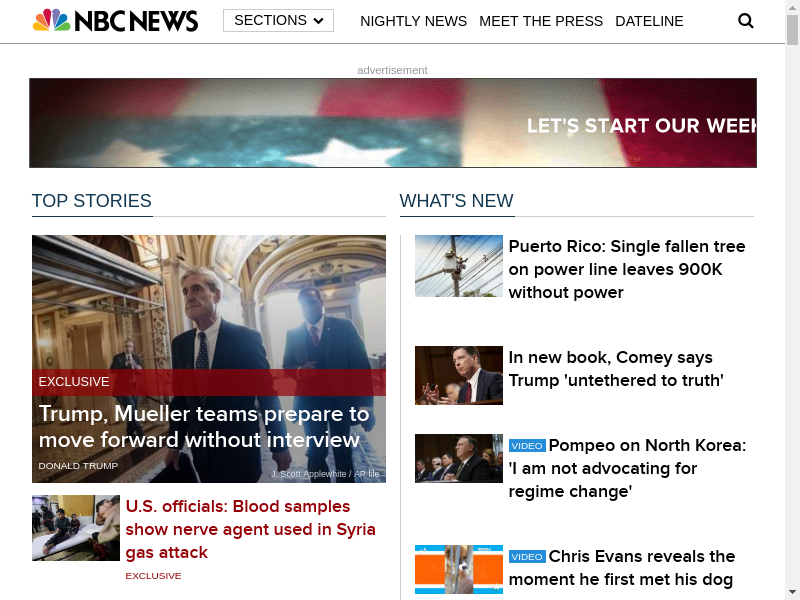 NBC NEWS
SECTIONS
NIGHTLY NEWS MEET THE PRESS DATELINE
advertisement
LET'S START OUR WEEK
TOP STORIES
EXCLUSIVE
Trump, Mueller teams prepare to
move forward without interview
DONALD TRUMP
J. Scott Applewhite / AP file
U.S. officials: Blood samples
show nerve agent used in Syria
gas attack
EXCLUSIVE
WHAT'S NEW
Puerto Rico: Single fallen tree
on power line leaves 900K
without power
In new book, Comey says
Trump 'untethered to truth'
VIDEO Pompeo on North Korea:
'I am not advocating for
regime change'
VIDEO Chris Evans reveals the
moment he first met his dog